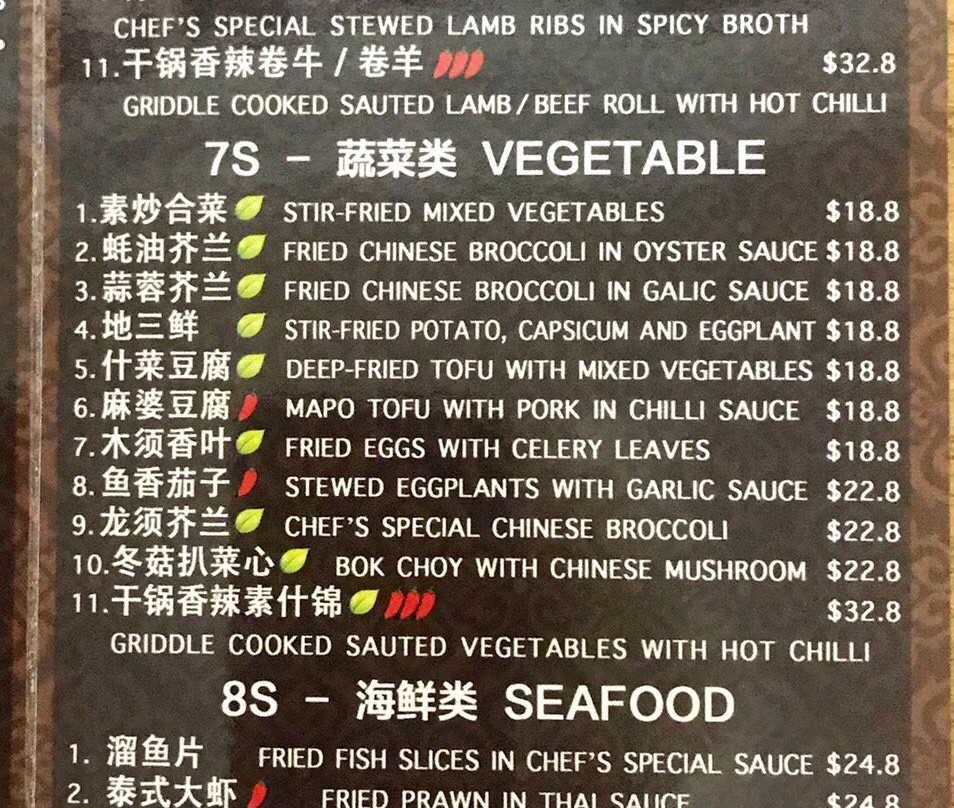 CHEF'S SPECIAL STEWED LAMB RIBS IN SPICY BROTH
11.干锅香辣卷牛 / 卷羊 $32.8
GRIDDLE COOKED SAUTED LAMB/BEEF ROLL WITH HOT CHILLI
7S – 蔬菜类 VEGETABLE
1.素炒合菜 STIR-FRIED MIXED VEGETABLES $18.8
2.蚝油芥兰 FRIED CHINESE BROCCOLI IN OYSTER SAUCE $18.8
3.蒜蓉芥兰 FRIED CHINESE BROCCOLI IN GALIC SAUCE $18.8
4.地三鲜 STIR-FRIED POTATO, CAPSICUM AND EGGPLANT $18.8
5.什菜豆腐 DEEP-FRIED TOFU WITH MIXED VEGETABLES $18.8
6.麻婆豆腐 MAPO TOFU WITH PORK IN CHILLI SAUCE $18.8
7.木须香叶 FRIED EGGS WITH CELERY LEAVES $18.8
8.鱼香茄子 STEWED EGGPLANTS WITH GARLIC SAUCE $22.8
9.龙须芥兰 CHEF'S SPECIAL CHINESE BROCCOLI $22.8
10.冬菇扒菜心 BOK CHOY WITH CHINESE MUSHROOM $22.8
11.干锅香辣素什锦 $32.8
GRIDDLE COOKED SAUTED VEGETABLES WITH HOT CHILLI
8S – 海鲜类 SEAFOOD
1. 溜鱼片 FRIED FISH SLICES IN CHEF'S SPECIAL SAUCE $24.8
2. 泰式大虾 FRIED PRAWN IN THAI SAUCE $24.8